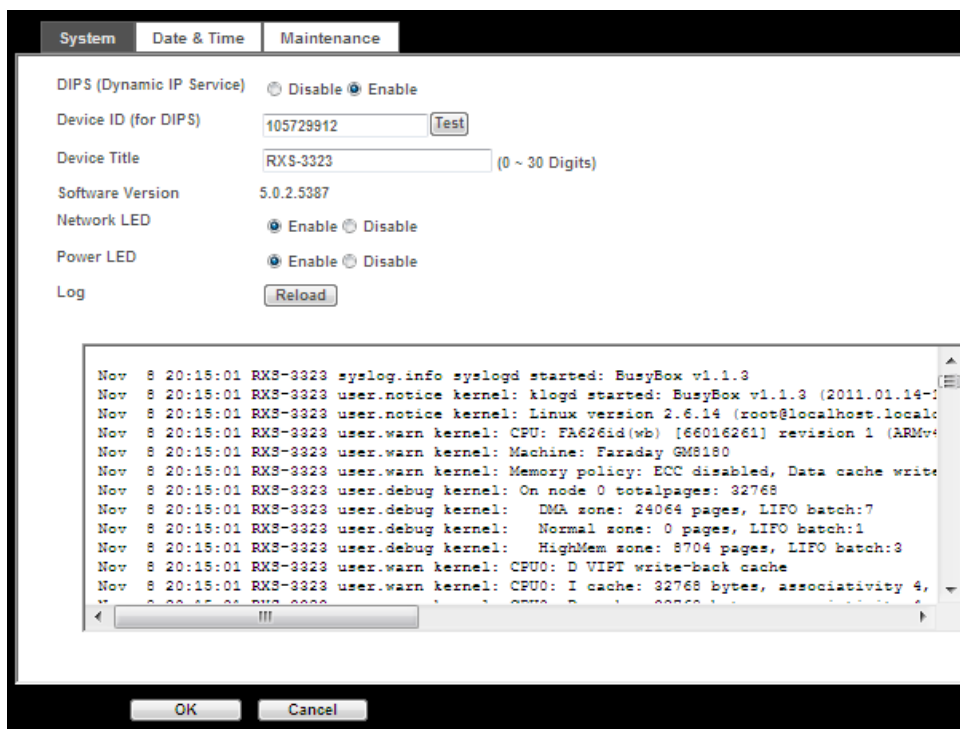 System Date & Time Maintenance
DIPS (Dynamic IP Service) Disable Enable
Device ID (for DIPS) 105729912 Test
Device Title RXS-3323 (0 ~ 30 Digits)
Software Version 5.0.2.5387
Network LED Enable Disable
Power LED Enable Disable
Log Reload
Nov 8 20:15:01 RXS-3323 syslog.info syslogd started: BusyBox v1.1.3
Nov 8 20:15:01 RXS-3323 user.notice kernel: klogd started: BusyBox v1.1.3 (2011.01.14-1
Nov 8 20:15:01 RXS-3323 user.notice kernel: Linux version 2.6.14 (root@localhost.locald
Nov 8 20:15:01 RXS-3323 user.warn kernel: CPU: FA626id(wb) [66016261] revision 1 (ARMv4
Nov 8 20:15:01 RXS-3323 user.warn kernel: Machine: Faraday GM8180
Nov 8 20:15:01 RXS-3323 user.warn kernel: Memory policy: ECC disabled, Data cache write
Nov 8 20:15:01 RXS-3323 user.debug kernel: On node 0 totalpages: 32768
Nov 8 20:15:01 RXS-3323 user.debug kernel: DMA zone: 24064 pages, LIFO batch:7
Nov 8 20:15:01 RXS-3323 user.debug kernel: Normal zone: 0 pages, LIFO batch:1
Nov 8 20:15:01 RXS-3323 user.debug kernel: HighMem zone: 8704 pages, LIFO batch:3
Nov 8 20:15:01 RXS-3323 user.warn kernel: CPU0: D VIPT write-back cache
Nov 8 20:15:01 RXS-3323 user.warn kernel: CPU0: I cache: 32768 bytes, associativity 4,
OK Cancel